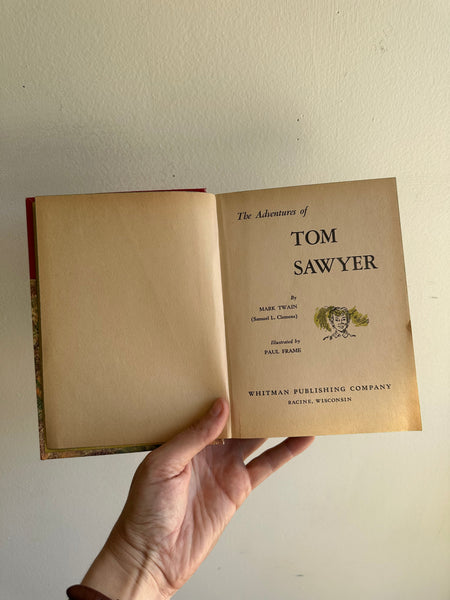 The Adventures of
TOM
SAWYER
By
MARK TWAIN
(Samuel L. Clemens)
Illustrated by
PAUL FRAME
WHITMAN PUBLISHING COMPANY
RACINE, WISCONSIN